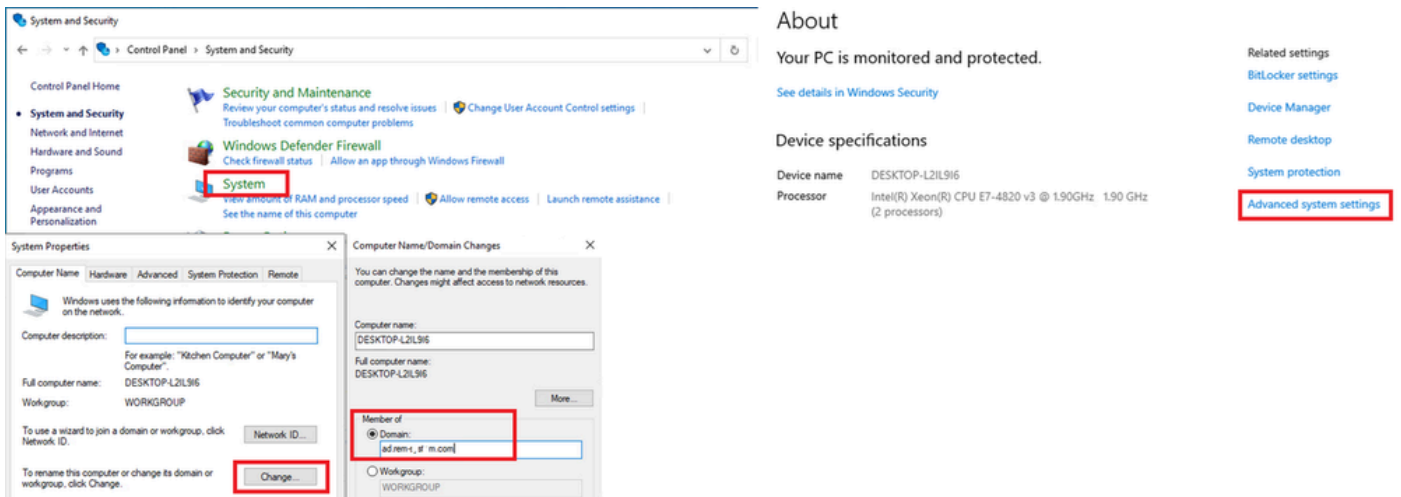 System and Security
Control Panel > System and Security
Control Panel Home
System and Security
Network and Internet
Hardware and Sound
Programs
User Accounts
Appearance and
Personalization
Security and Maintenance
Review your computer's status and resolve issues
Change User Account Control settings
Troubleshoot common computer problems
Windows Defender Firewall
Check firewall status
Allow an app through Windows Firewall
System
View amount of RAM and processor speed
Allow remote access
Launch remote assistance
See the name of this computer
About
Your PC is monitored and protected.
See details in Windows Security
Device specifications
Device name DESKTOP-L2IL9I6
Processor Intel(R) Xeon(R) CPU E7-4820 v3 @ 1.90GHz 1.90 GHz
(2 processors)
Related settings
BitLocker settings
Device Manager
Remote desktop
System protection
Advanced system settings
System Properties
Computer Name Hardware Advanced System Protection Remote
Windows uses the following information to identify your computer
on the network.
Computer description:
For example: "Kitchen Computer" or "Mary's
Computer".
Full computer name: DESKTOP-L2IL9I6
Workgroup: WORKGROUP
To use a wizard to join a domain or workgroup, click
Network ID.
Network ID...
To rename this computer or change its domain or
workgroup, click Change.
Change...
Computer Name/Domain Changes
You can change the name and the membership of this
computer. Changes might affect access to network resources.
Computer name:
DESKTOP-L2IL9I6
Full computer name:
DESKTOP-L2IL9I6
More...
Member of
Domain:
Workgroup:
WORKGROUP